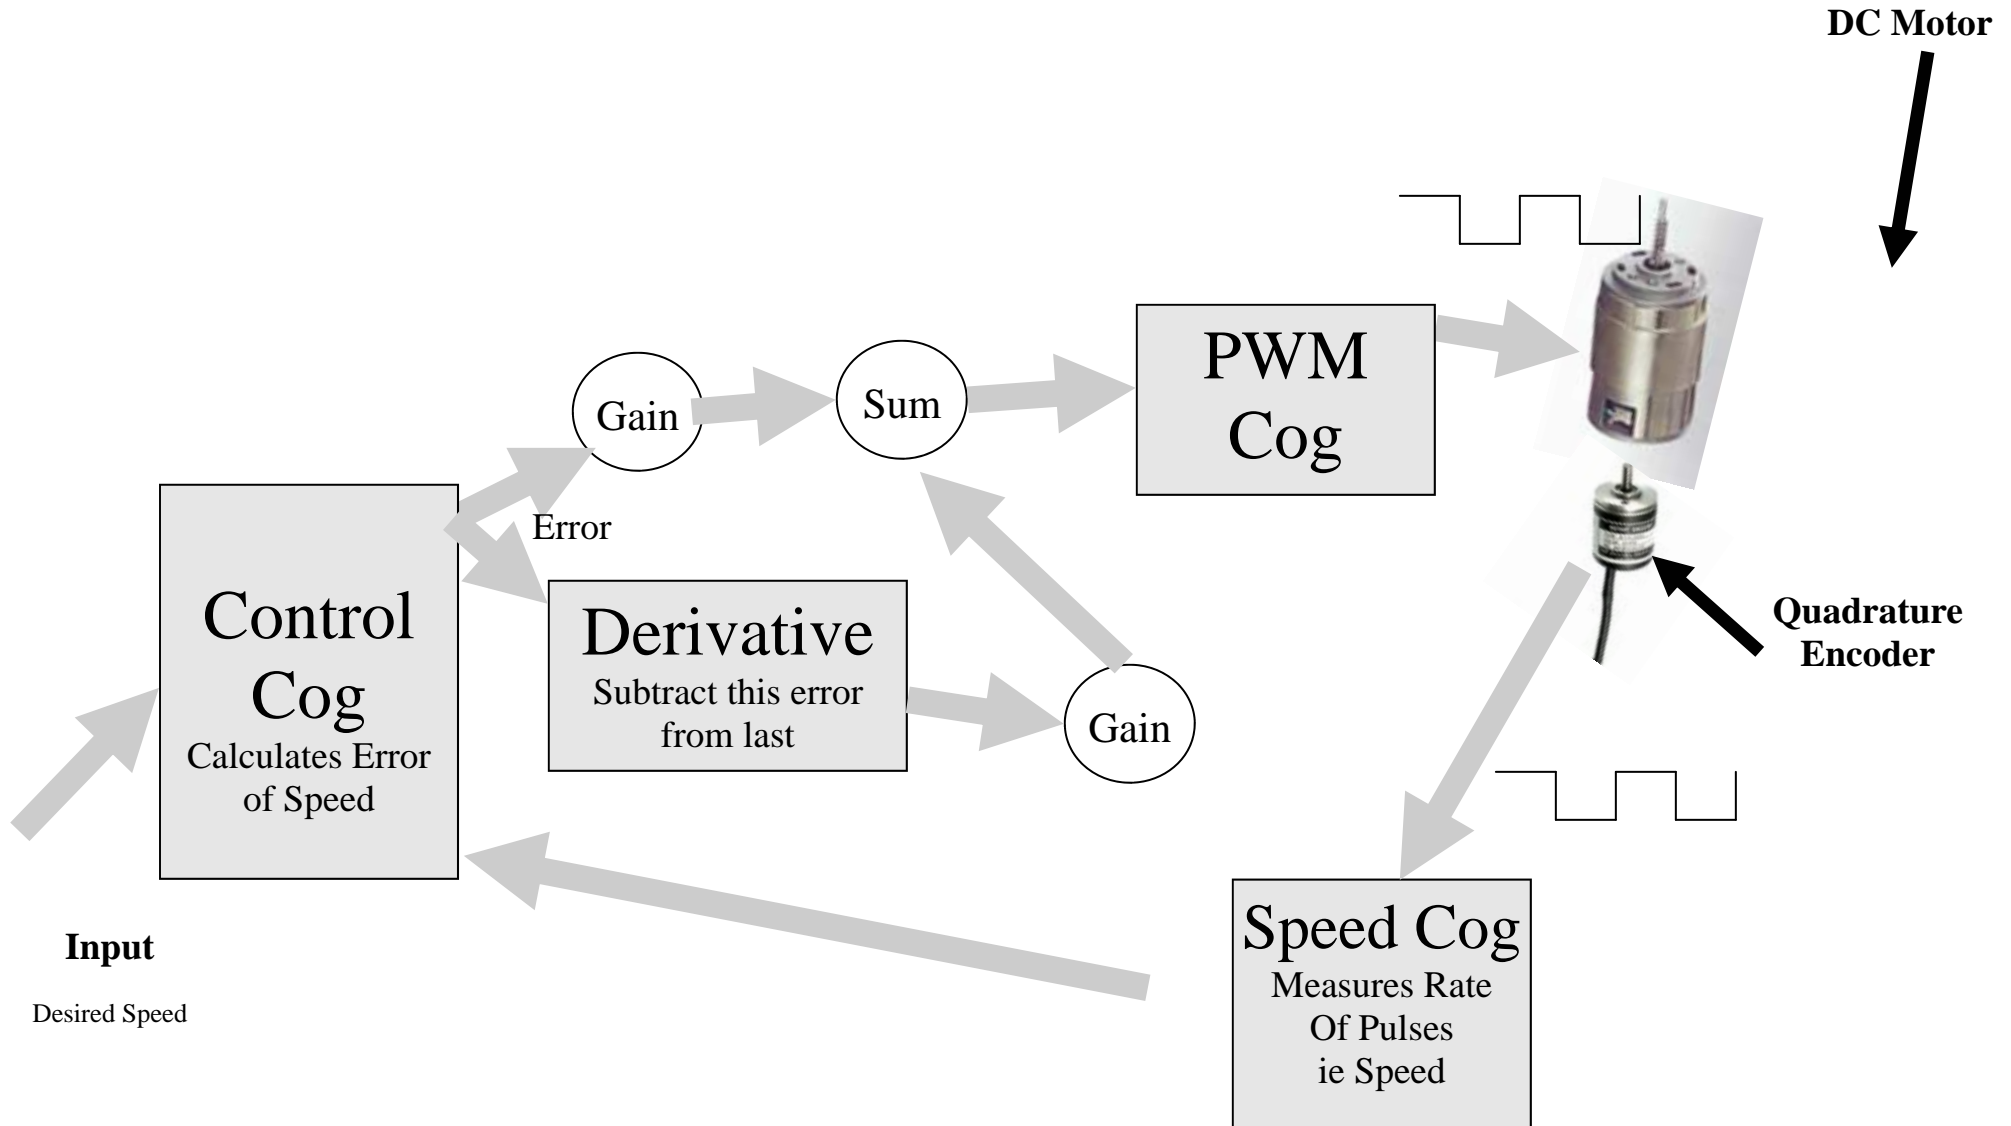 DC Motor
PWM
Cog
Gain
Sum
Error
Control
Cog
Calculates Error
of Speed
Derivative
Subtract this error
from last
Gain
Quadrature
Encoder
Input
Desired Speed
Speed Cog
Measures Rate
Of Pulses
ie Speed